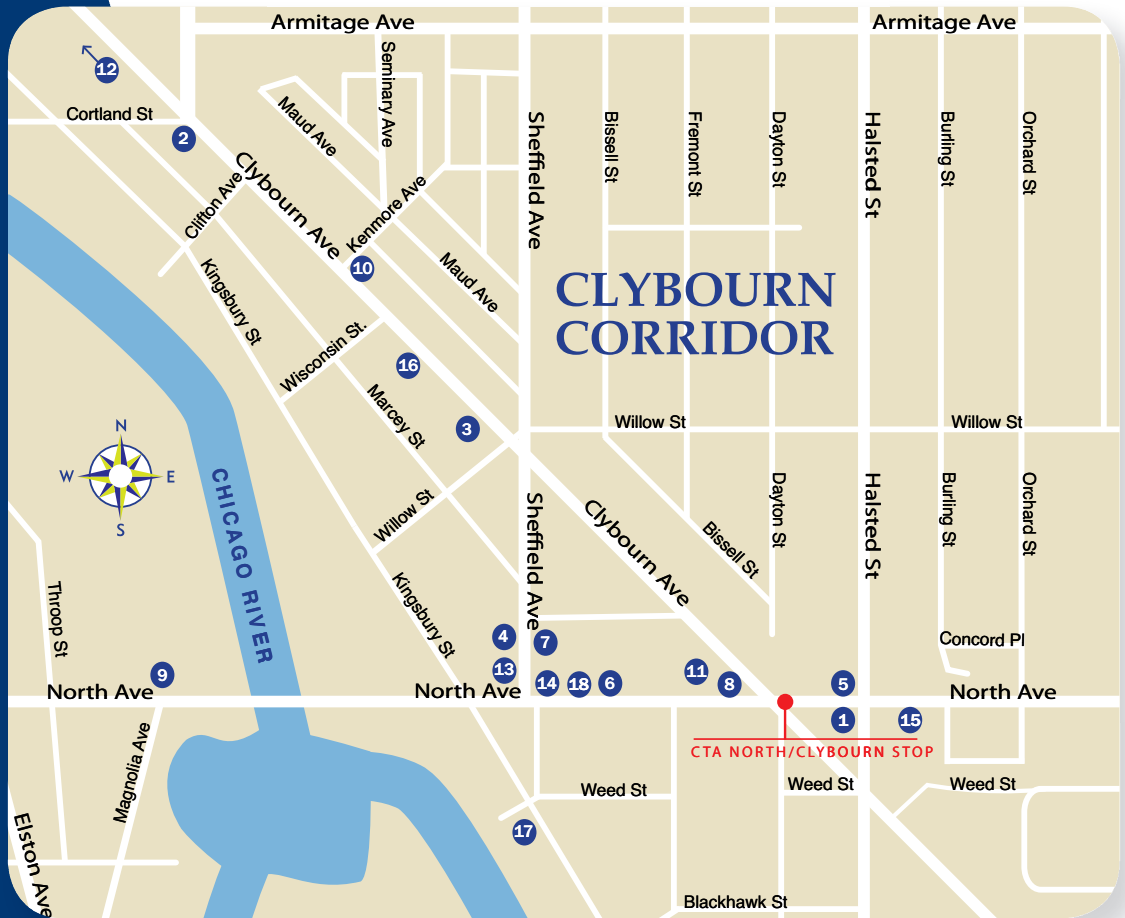 Armitage Ave
Armitage Ave
12
Cortland St
2
Seminary Ave
Maud Ave
Clybourn Ave
Clifton Ave
Kenmore Ave
10
Sheffield Ave
Bissell St
Fremont St
Dayton St
Halsted St
Burling St
Orchard St
Kingsbury St
Maud Ave
CLYBOURN
CORRIDOR
Wisconsin St.
16
Marcey St
3
Willow St
Willow St
N
W
E
S
CHICAGO RIVER
Willow St
Sheffield Ave
Clybourn Ave
Bissell St
Dayton St
Halsted St
Burling St
Orchard St
Throop St
Kingsbury St
4
7
Concord Pl
9
13
14
18
6
11
8
5
North Ave
North Ave
North Ave
1
15
CTA NORTH/CLYBOURN STOP
Magnolia Ave
Weed St
Weed St
Weed St
17
Elston Ave
Blackhawk St